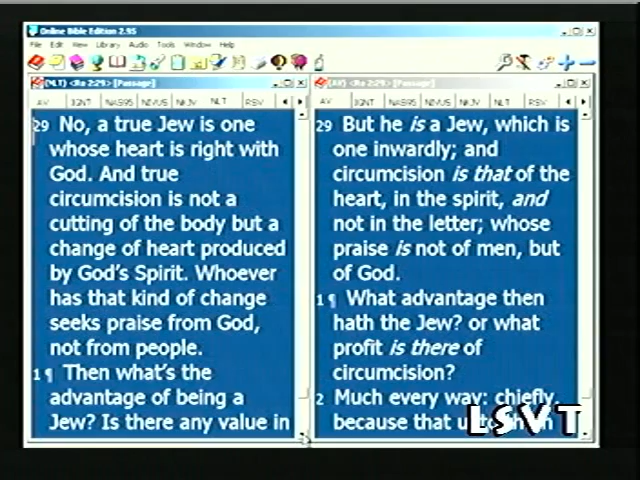 Online Bible Edition 2.95
File Edit View Library Audio Tools Window Help
(NLT) <Ro 2:29> [Passage]
AV IGNT NAS95 NIVUS NKJV NLT RSV
29 No, a true Jew is one
whose heart is right with
God. And true
circumcision is not a
cutting of the body but a
change of heart produced
by God's Spirit. Whoever
has that kind of change
seeks praise from God,
not from people.
1 ¶ Then what's the
advantage of being a
Jew? Is there any value in
(AV) <Ro 2:29> [Passage]
AV IGNT NAS95 NIVUS NKJV NLT RSV
29 But he is a Jew, which is
one inwardly; and
circumcision is that of the
heart, in the spirit, and
not in the letter; whose
praise is not of men, but
of God.
1 ¶ What advantage then
hath the Jew? or what
profit is there of
circumcision?
2 Much every way: chiefly,
because that
LSVT